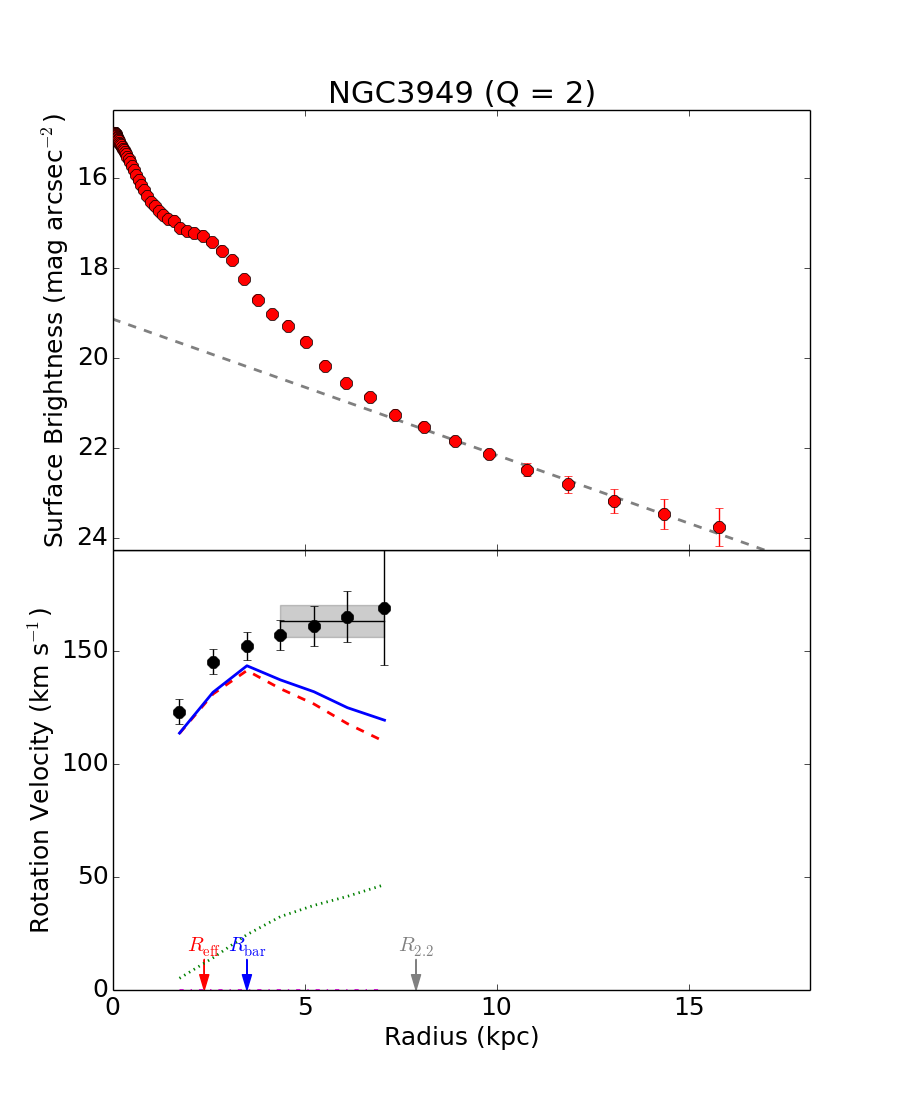 NGC3949 (Q = 2)
Surface Brightness (mag arcsec⁻²)
16
18
20
22
24
Rotation Velocity (km s⁻¹)
150
100
50
0
R_eff R_bar R_2.2
0 5 10 15
Radius (kpc)